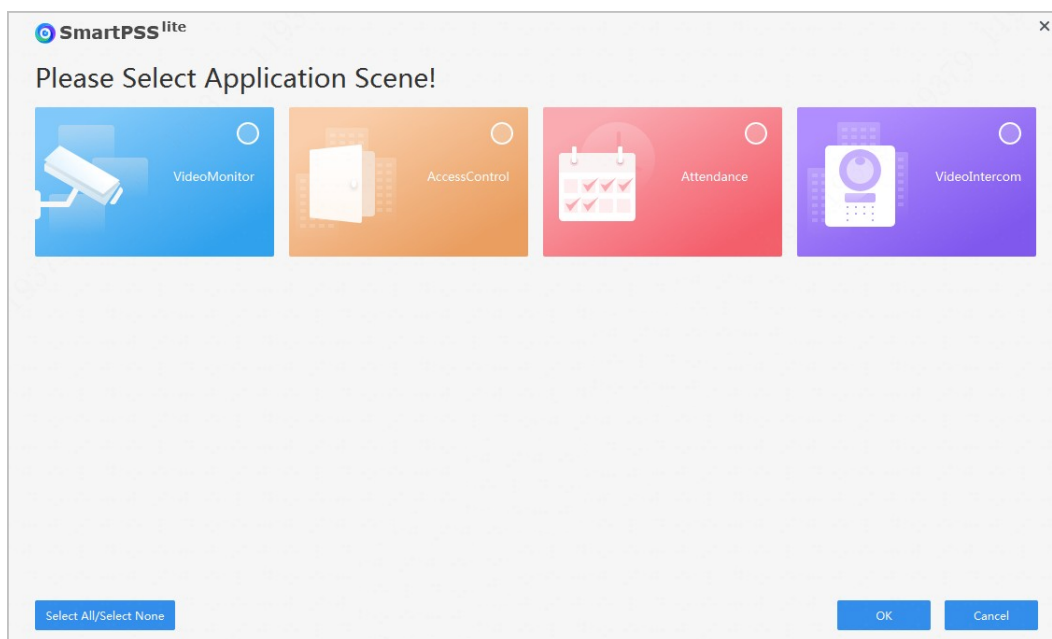 SmartPSS lite
Please Select Application Scene!
VideoMonitor
AccessControl
Attendance
VideoIntercom
Select All/Select None
OK
Cancel